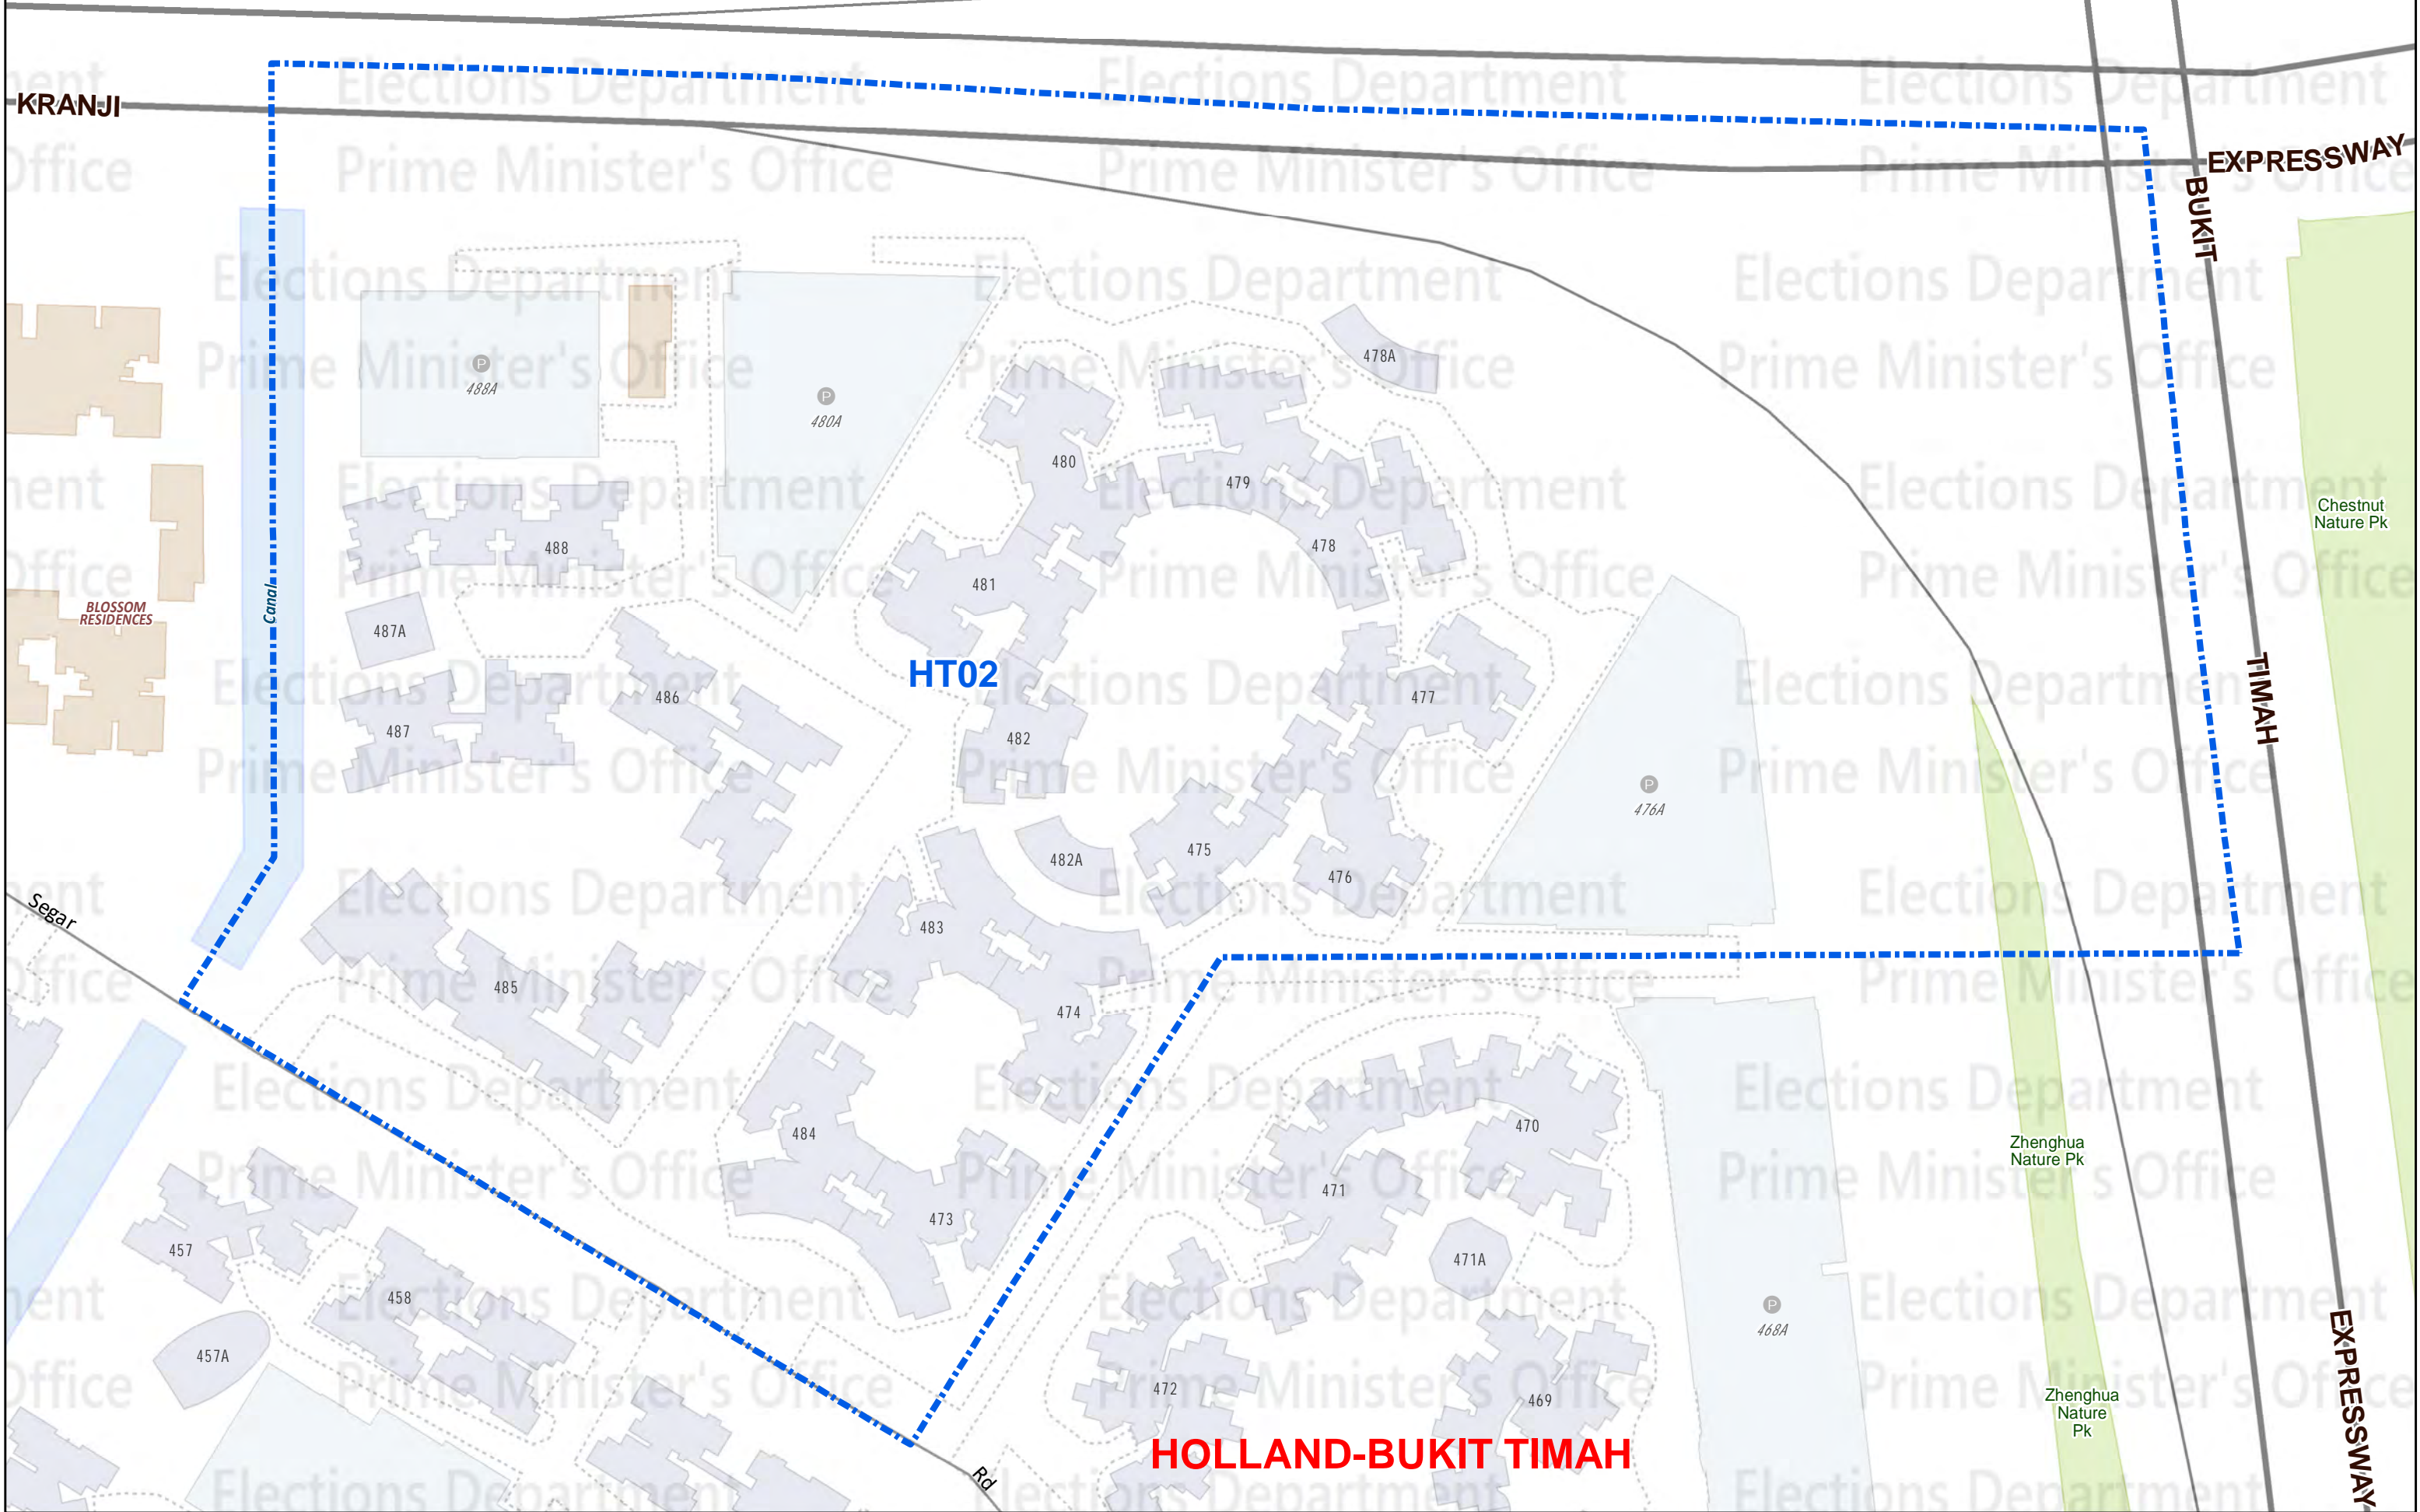 Elections Department
Prime Minister's Office
KRANJI
EXPRESSWAY
BUKIT
TIMAH
EXPRESSWAY
Chestnut
Nature Pk
478A
P
488A
P
480A
480
479
478
488
481
Canal
BLOSSOM
RESIDENCES
487A
HT02
486
477
487
482
P
476A
475
482A
476
Segar
483
485
474
484
470
Zhenghua
Nature Pk
471
473
457
471A
458
P
468A
457A
472
469
Zhenghua
Nature
Pk
HOLLAND-BUKIT TIMAH
Rd